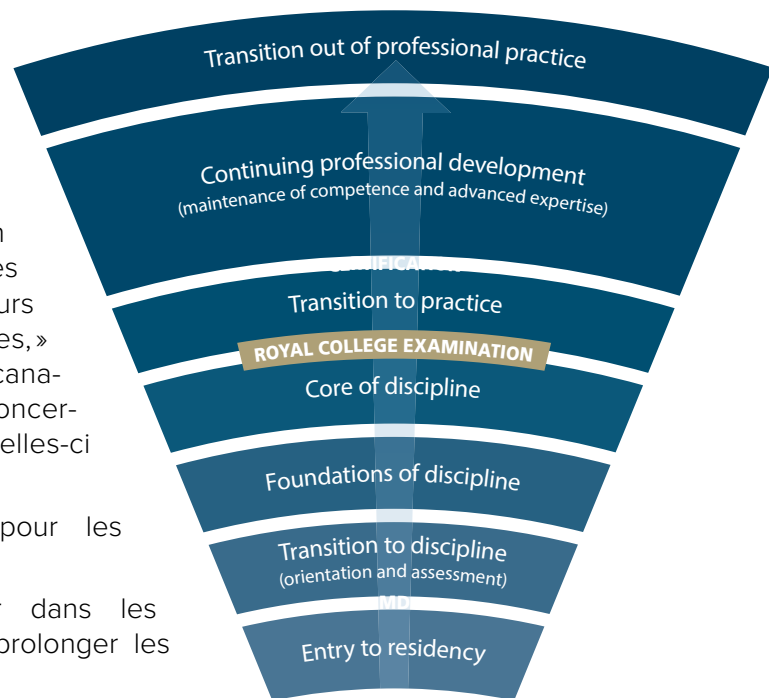 Transition out of professional practice
Continuing professional development
(maintenance of competence and advanced expertise)
Transition to practice
ROYAL COLLEGE EXAMINATION
Core of discipline
Foundations of discipline
Transition to discipline
(orientation and assessment)
MD
Entry to residency
n
es
urs
es, »
cana-
oncer-
elles-ci
pour les
r dans les
prolonger les